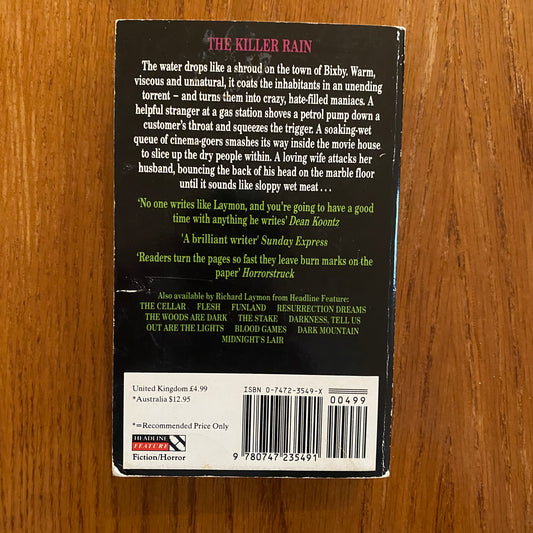 THE KILLER RAIN
The water drops like a shroud on the town of Bixby. Warm,
viscous and unnatural, it coats the inhabitants in an unending
torrent – and turns them into crazy, hate-filled maniacs. A
helpful stranger at a gas station shoves a petrol pump down a
customer's throat and squeezes the trigger. A soaking-wet
queue of cinema-goers smashes its way inside the movie house
to slice up the dry people within. A loving wife attacks her
husband, bouncing the back of his head on the marble floor
until it sounds like sloppy wet meat . . .
'No one writes like Laymon, and you're going to have a good
time with anything he writes' Dean Koontz
'A brilliant writer' Sunday Express
'Readers turn the pages so fast they leave burn marks on the
paper' Horrorstruck
Also available by Richard Laymon from Headline Feature:
THE CELLAR FLESH FUNLAND RESURRECTION DREAMS
THE WOODS ARE DARK THE STAKE DARKNESS, TELL US
OUT ARE THE LIGHTS BLOOD GAMES DARK MOUNTAIN
MIDNIGHT'S LAIR
United Kingdom £4.99
*Australia $12.95
*=Recommended Price Only
HEADLINE
FEATURE
Fiction/Horror
ISBN 0-7472-3549-X
00499
9 780747 235491